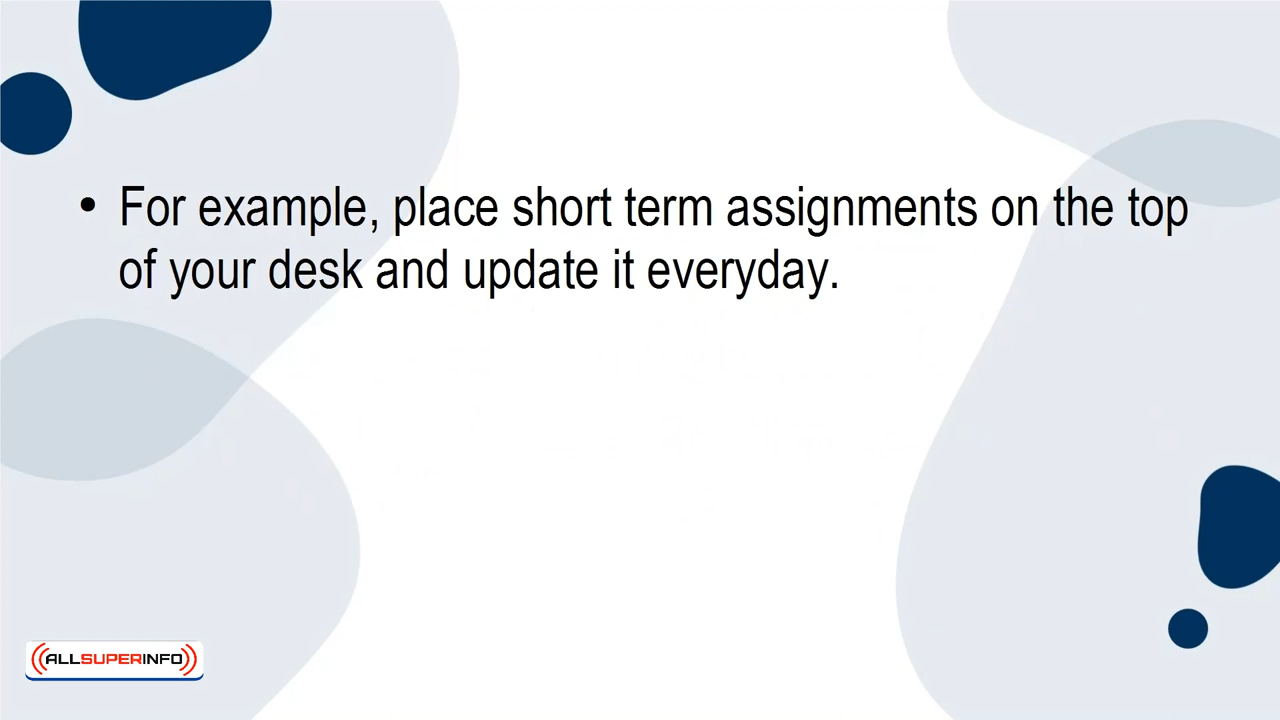 • For example, place short term assignments on the top
of your desk and update it everyday.
ALLSUPERINFO